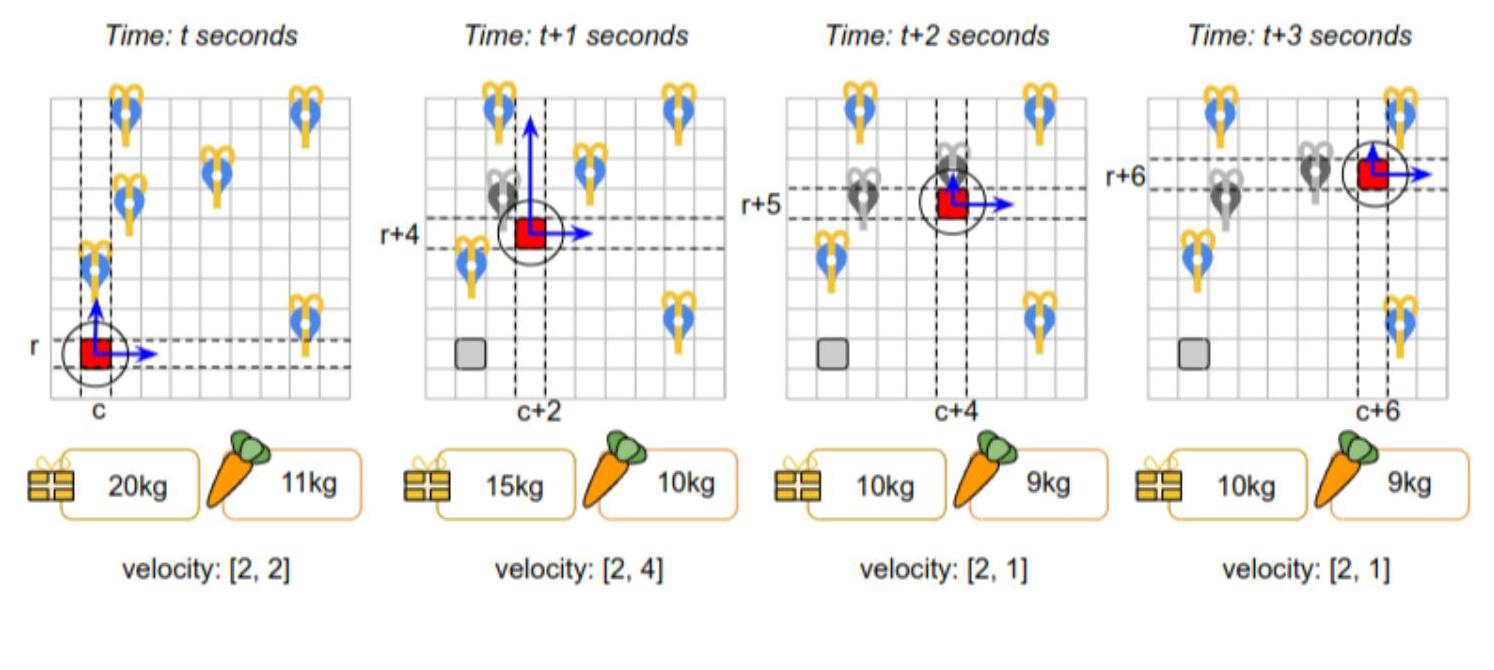 Time: t seconds
Time: t+1 seconds
Time: t+2 seconds
Time: t+3 seconds
r
c
r+4
c+2
r+5
c+4
r+6
c+6
20kg
11kg
15kg
10kg
10kg
9kg
10kg
9kg
velocity: [2, 2]
velocity: [2, 4]
velocity: [2, 1]
velocity: [2, 1]